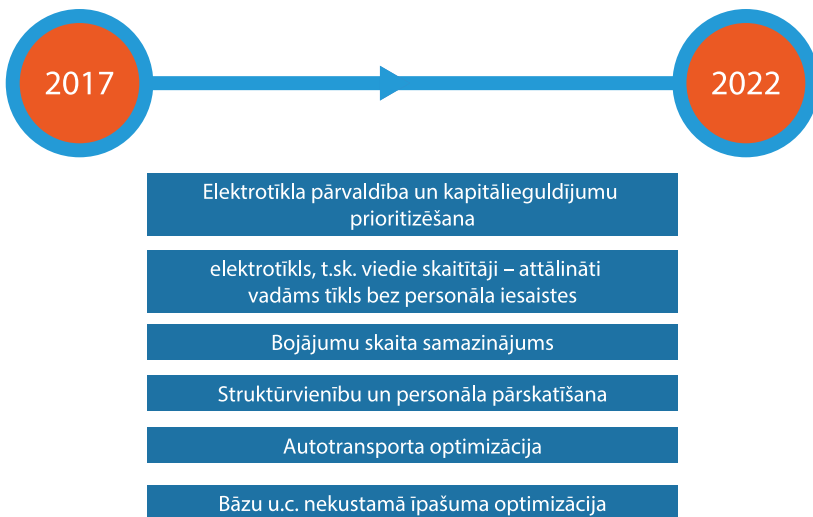 2017
2022
Elektrotīkla pārvaldība un kapitālieguldījumu
prioritizēšana
elektrotīkls, t.sk. viedie skaitītāji – attālināti
vadāms tīkls bez personāla iesaistes
Bojājumu skaita samazinājums
Struktūrvienību un personāla pārskatīšana
Autotransporta optimizācija
Bāzu u.c. nekustamā īpašuma optimizācija